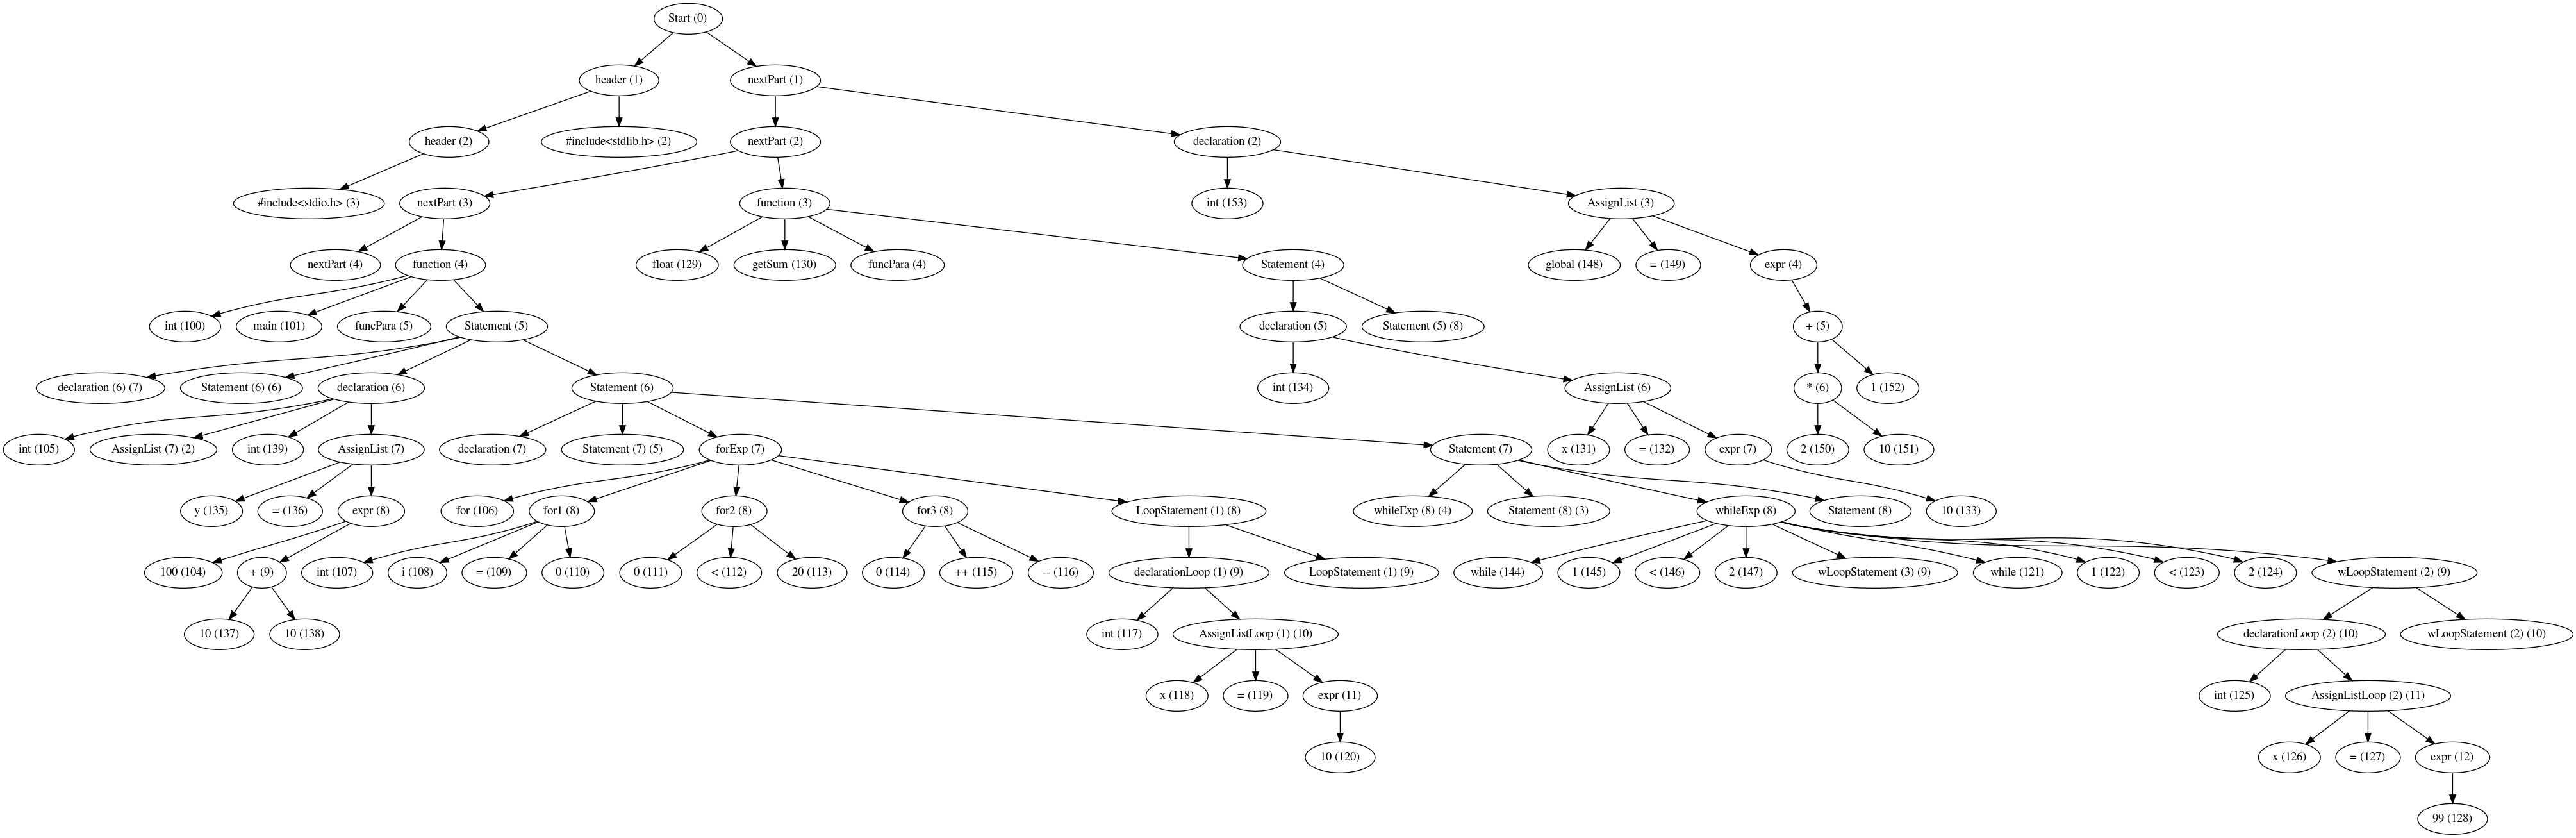 Start (0)
header (1)
nextPart (1)
header (2)
#include<stdlib.h> (2)
nextPart (2)
declaration (2)
#include<stdio.h> (3)
nextPart (3)
function (3)
int (153)
AssignList (3)
nextPart (4)
function (4)
float (129)
getSum (130)
funcPara (4)
Statement (4)
global (148)
= (149)
expr (4)
int (100)
main (101)
funcPara (5)
Statement (5)
declaration (5)
Statement (5) (8)
+ (5)
declaration (6) (7)
Statement (6) (6)
declaration (6)
Statement (6)
int (134)
AssignList (6)
* (6)
1 (152)
int (105)
AssignList (7) (2)
int (139)
AssignList (7)
declaration (7)
Statement (7) (5)
forExp (7)
Statement (7)
x (131)
= (132)
expr (7)
2 (150)
10 (151)
y (135)
= (136)
expr (8)
for (106)
for1 (8)
for2 (8)
for3 (8)
LoopStatement (1) (8)
whileExp (8) (4)
Statement (8) (3)
whileExp (8)
Statement (8)
10 (133)
100 (104)
+ (9)
int (107)
i (108)
= (109)
0 (110)
0 (111)
< (112)
20 (113)
0 (114)
++ (115)
-- (116)
declarationLoop (1) (9)
LoopStatement (1) (9)
while (144)
1 (145)
< (146)
2 (147)
wLoopStatement (3) (9)
while (121)
1 (122)
< (123)
2 (124)
wLoopStatement (2) (9)
10 (137)
10 (138)
int (117)
AssignListLoop (1) (10)
declarationLoop (2) (10)
wLoopStatement (2) (10)
x (118)
= (119)
expr (11)
int (125)
AssignListLoop (2) (11)
10 (120)
x (126)
= (127)
expr (12)
99 (128)